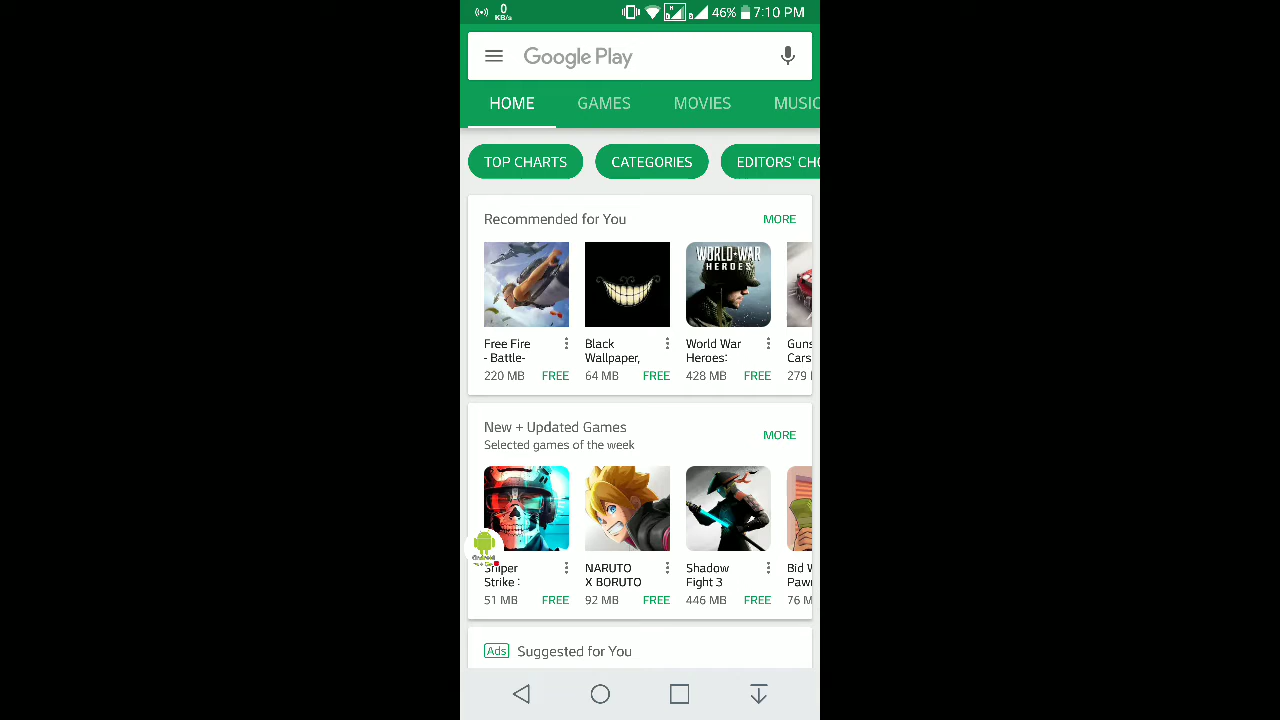 0
KB/s
46% 7:10 PM
Google Play
HOME GAMES MOVIES MUSIC
TOP CHARTS CATEGORIES EDITORS' CHO
Recommended for You MORE
WORLD WAR
HEROES
Free Fire
- Battle-
220 MB FREE
Black
Wallpaper,
64 MB FREE
World War
Heroes:
428 MB FREE
Guns
Cars
279
New + Updated Games
Selected games of the week
MORE
Android
Sniper
Strike :
51 MB FREE
NARUTO
X BORUTO
92 MB FREE
Shadow
Fight 3
446 MB FREE
Bid W
Pawn
76 M
Ads Suggested for You